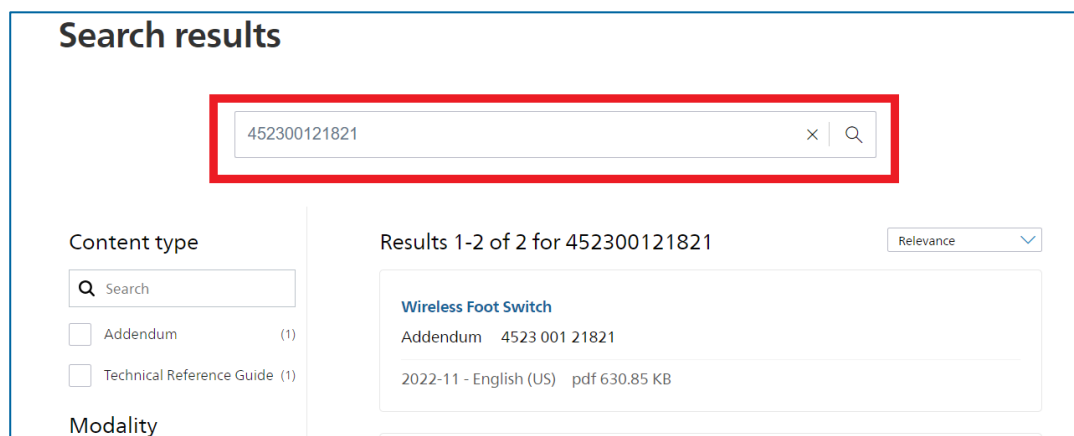 Search results
452300121821
Content type
Search
Addendum (1)
Technical Reference Guide (1)
Modality
Results 1-2 of 2 for 452300121821
Relevance
Wireless Foot Switch
Addendum 4523 001 21821
2022-11 - English (US) pdf 630.85 KB